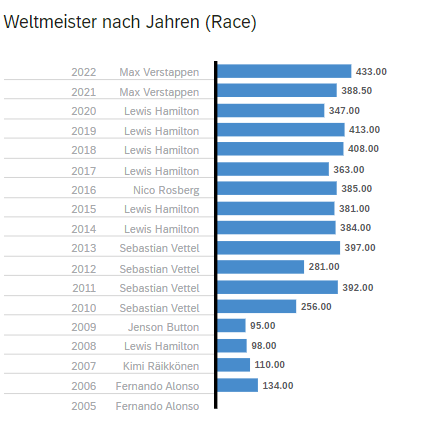 Weltmeister nach Jahren (Race)
2022 Max Verstappen 433.00
2021 Max Verstappen 388.50
2020 Lewis Hamilton 347.00
2019 Lewis Hamilton 413.00
2018 Lewis Hamilton 408.00
2017 Lewis Hamilton 363.00
2016 Nico Rosberg 385.00
2015 Lewis Hamilton 381.00
2014 Lewis Hamilton 384.00
2013 Sebastian Vettel 397.00
2012 Sebastian Vettel 281.00
2011 Sebastian Vettel 392.00
2010 Sebastian Vettel 256.00
2009 Jenson Button 95.00
2008 Lewis Hamilton 98.00
2007 Kimi Räikkönen 110.00
2006 Fernando Alonso 134.00
2005 Fernando Alonso